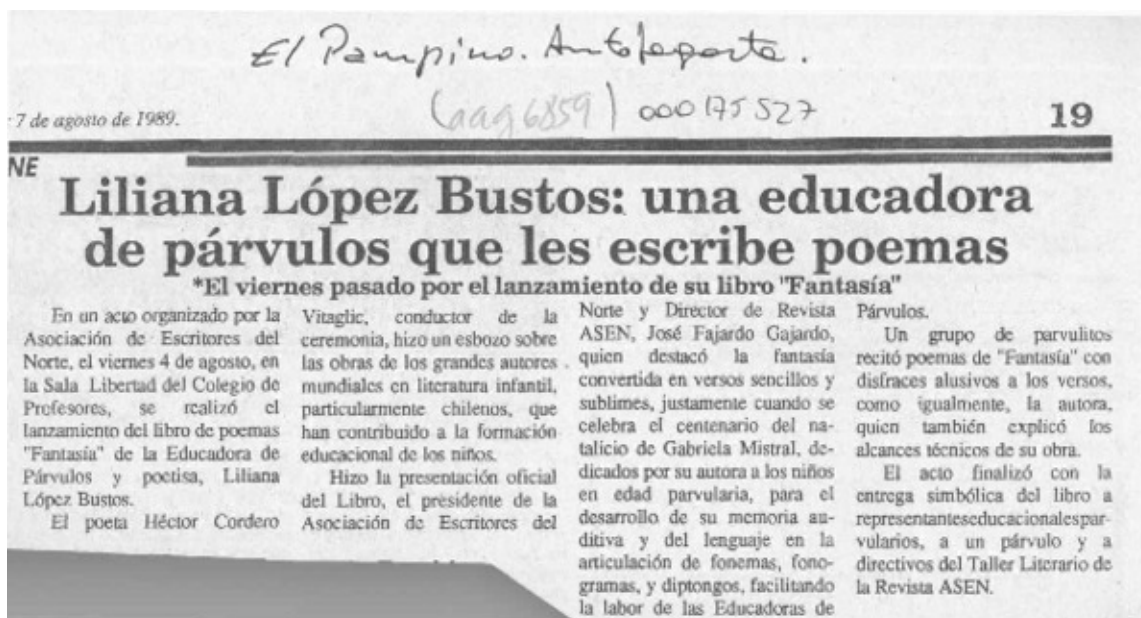 El Pampino. Antofagasta.
(aag6859) 000175527
7 de agosto de 1989.
19
NE
Liliana López Bustos: una educadora
de párvulos que les escribe poemas
*El viernes pasado por el lanzamiento de su libro "Fantasía"
En un acto organizado por la
Asociación de Escritores del
Norte, el viernes 4 de agosto, en
la Sala Libertad del Colegio de
Profesores, se realizó el
lanzamiento del libro de poemas
"Fantasía" de la Educadora de
Párvulos y poetisa, Liliana
López Bustos.
El poeta Héctor Cordero
Vitaglic, conductor de la
ceremonia, hizo un esbozo sobre
las obras de los grandes autores
mundiales en literatura infantil,
particularmente chilenos, que
han contribuido a la formación
educacional de los niños.
Hizo la presentación oficial
del Libro, el presidente de la
Asociación de Escritores del
Norte y Director de Revista
ASEN, José Fajardo Gajardo,
quien destacó la fantasía
convertida en versos sencillos y
sublimes, justamente cuando se
celebra el centenario del na-
talicio de Gabriela Mistral, de-
dicados por su autora a los niños
en edad parvularia, para el
desarrollo de su memoria au-
ditiva y del lenguaje en la
articulación de fonemas, fono-
gramas, y diptongos, facilitando
la labor de las Educadoras de
Párvulos.
Un grupo de parvulitos
recitó poemas de "Fantasía" con
disfraces alusivos a los versos,
como igualmente, la autora,
quien también explicó los
alcances técnicos de su obra.
El acto finalizó con la
entrega simbólica del libro a
representanteseducacionalespar-
vularios, a un párvulo y a
directivos del Taller Literario de
la Revista ASEN.